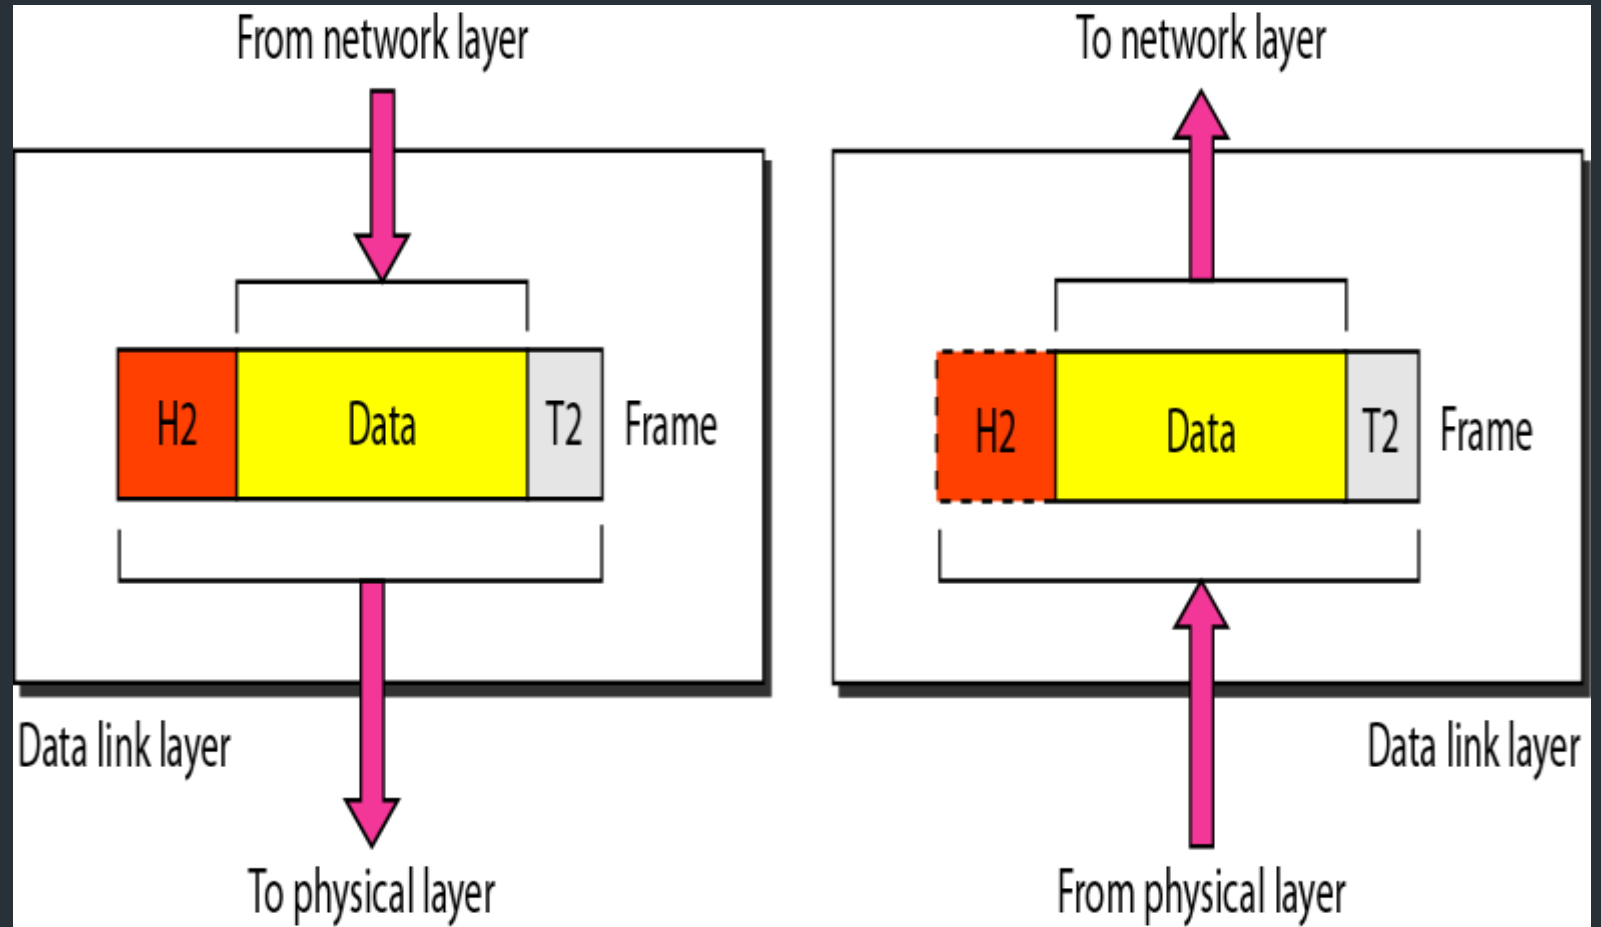 From network layer
H2 Data T2 Frame
Data link layer
To physical layer
To network layer
H2 Data T2 Frame
Data link layer
From physical layer